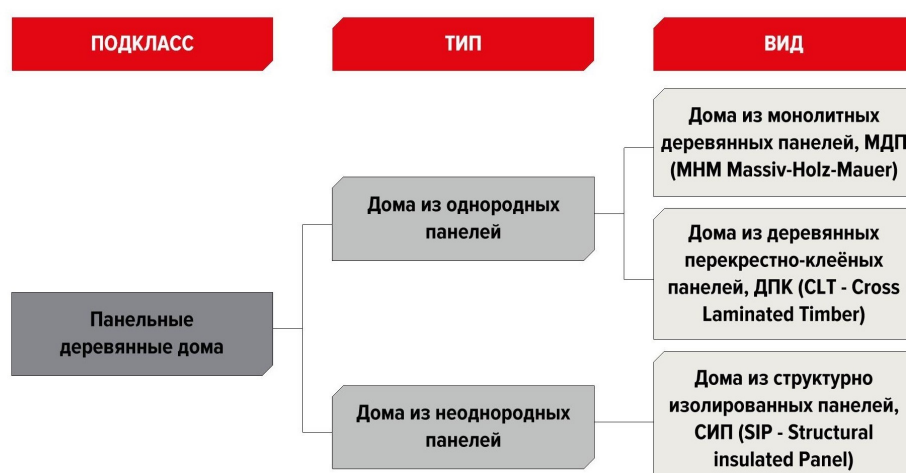 ПОДКЛАСС
ТИП
ВИД
Панельные
деревянные дома
Дома из однородных
панелей
Дома из неоднородных
панелей
Дома из монолитных
деревянных панелей, МДП
(MHM Massiv-Holz-Mauer)
Дома из деревянных
перекрестно-клеёных
панелей, ДПК (CLT - Cross
Laminated Timber)
Дома из структурно
изолированных панелей,
СИП (SIP - Structural
insulated Panel)